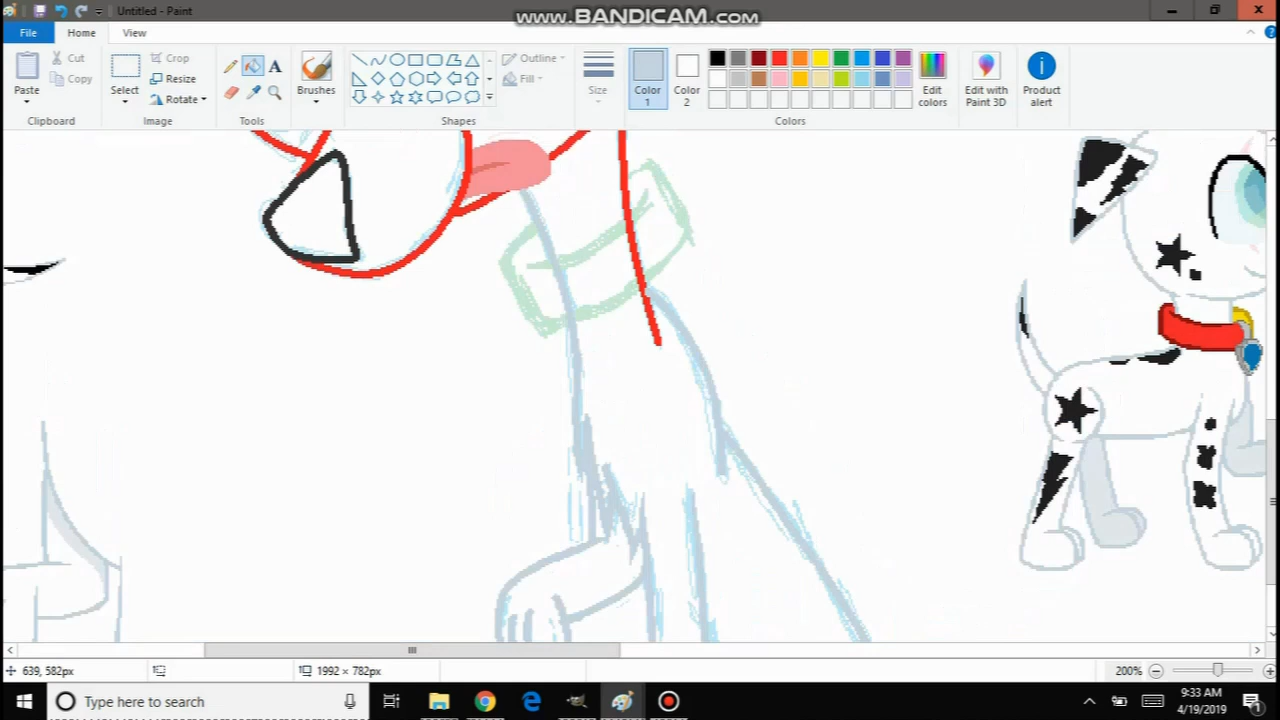 Untitled - Paint
www.BANDICAM.com
File Home View
Paste
Cut
Copy
Clipboard
Select
Crop
Resize
Rotate
Image
A
Tools
Brushes
Outline
Fill
Shapes
Size
Color 1
Color 2
Edit colors
Colors
Edit with Paint 3D
Product alert
639, 582px
1992 × 782px
200%
Type here to search
9:33 AM
4/19/2019
1